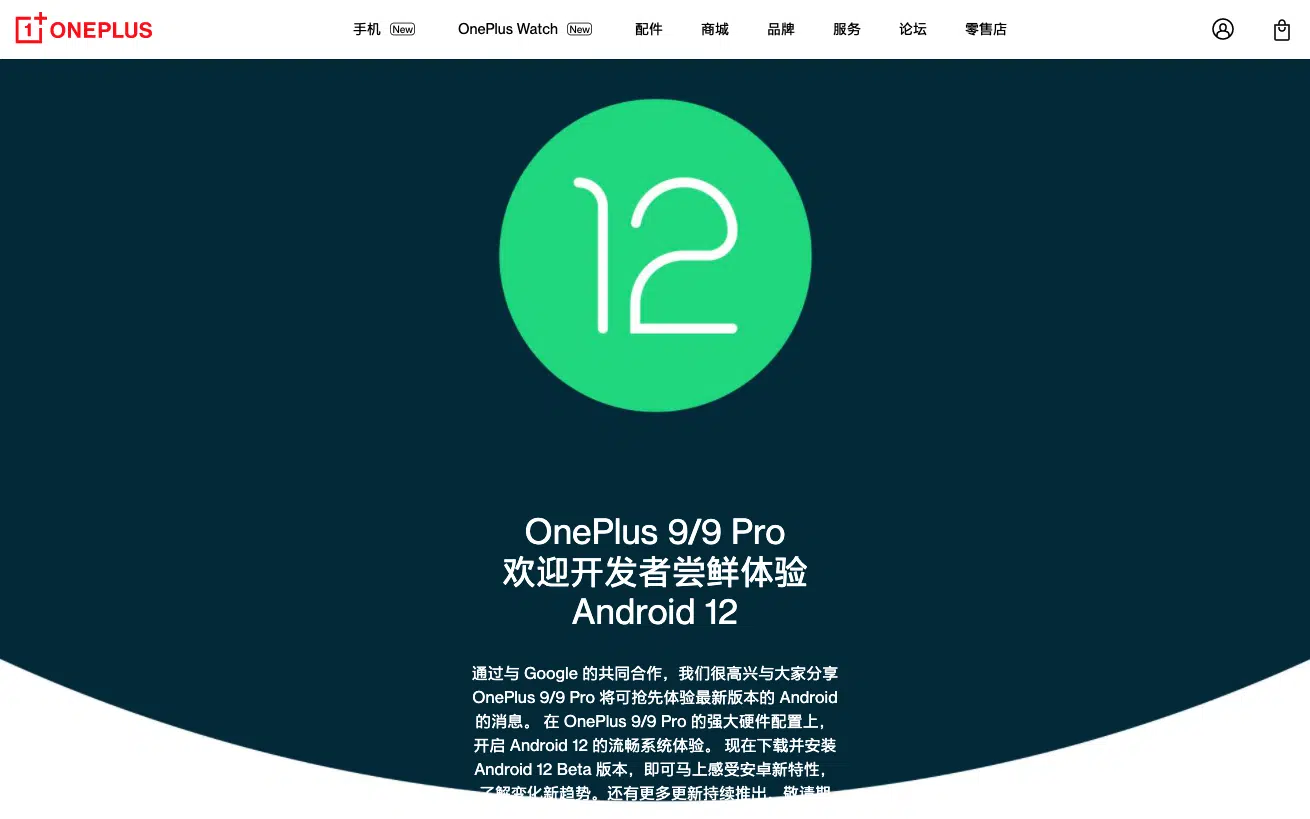 1+ ONEPLUS
手机 New OnePlus Watch New 配件 商城 品牌 服务 论坛 零售店
12
OnePlus 9/9 Pro
欢迎开发者尝鲜体验
Android 12
通过与 Google 的共同合作，我们很高兴与大家分享
OnePlus 9/9 Pro 将可抢先体验最新版本的 Android
的消息。 在 OnePlus 9/9 Pro 的强大硬件配置上，
开启 Android 12 的流畅系统体验。 现在下载并安装
Android 12 Beta 版本，即可马上感受安卓新特性，
了解变化新趋势。还有更多更新持续推出，敬请期